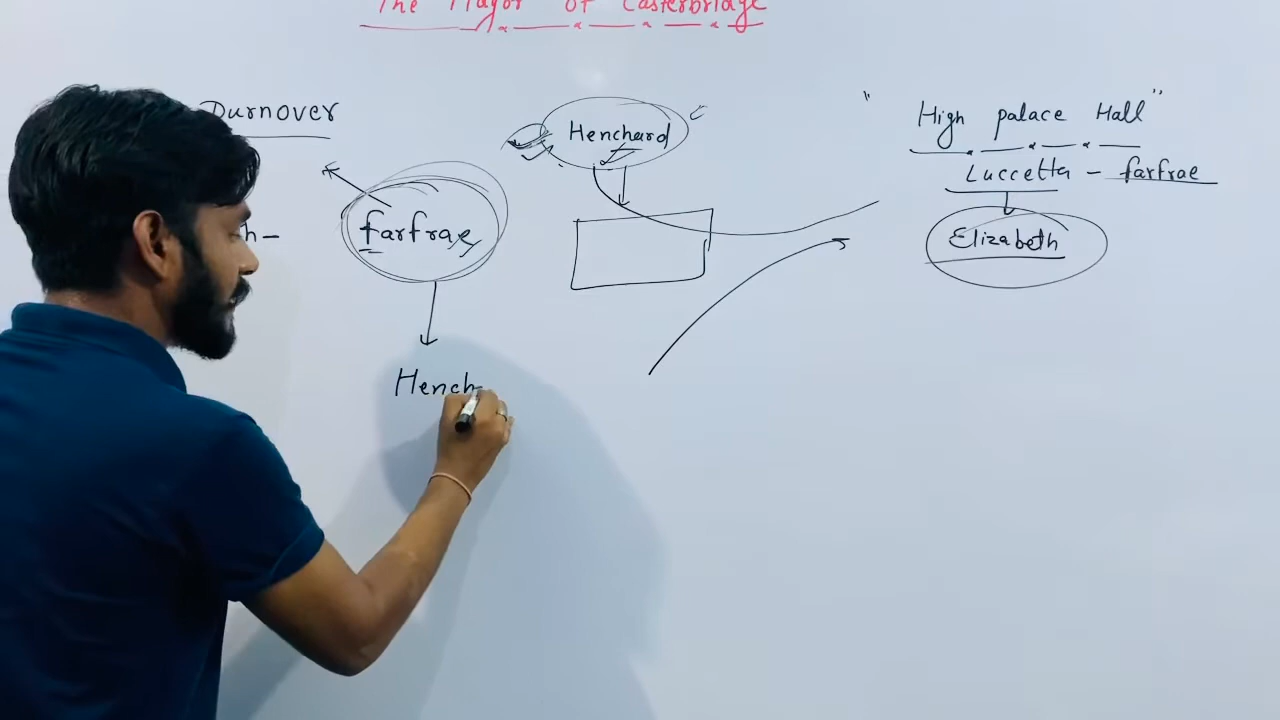 The Mayor of Casterbridge
Durnover
Henchard
" High palace Hall "
Luccetta - farfrae
farfrae
h-
Elizabeth
Hench